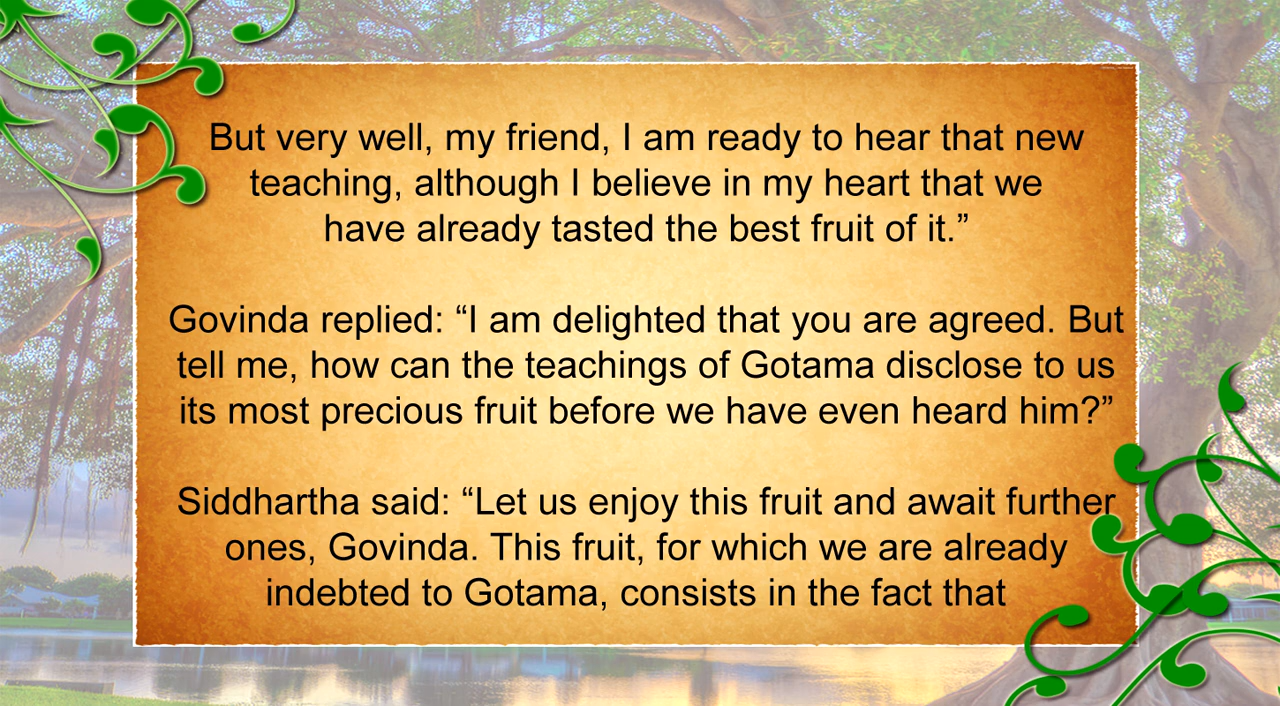 But very well, my friend, I am ready to hear that new
teaching, although I believe in my heart that we
have already tasted the best fruit of it.”
Govinda replied: “I am delighted that you are agreed. But
tell me, how can the teachings of Gotama disclose to us
its most precious fruit before we have even heard him?”
Siddhartha said: “Let us enjoy this fruit and await further
ones, Govinda. This fruit, for which we are already
indebted to Gotama, consists in the fact that